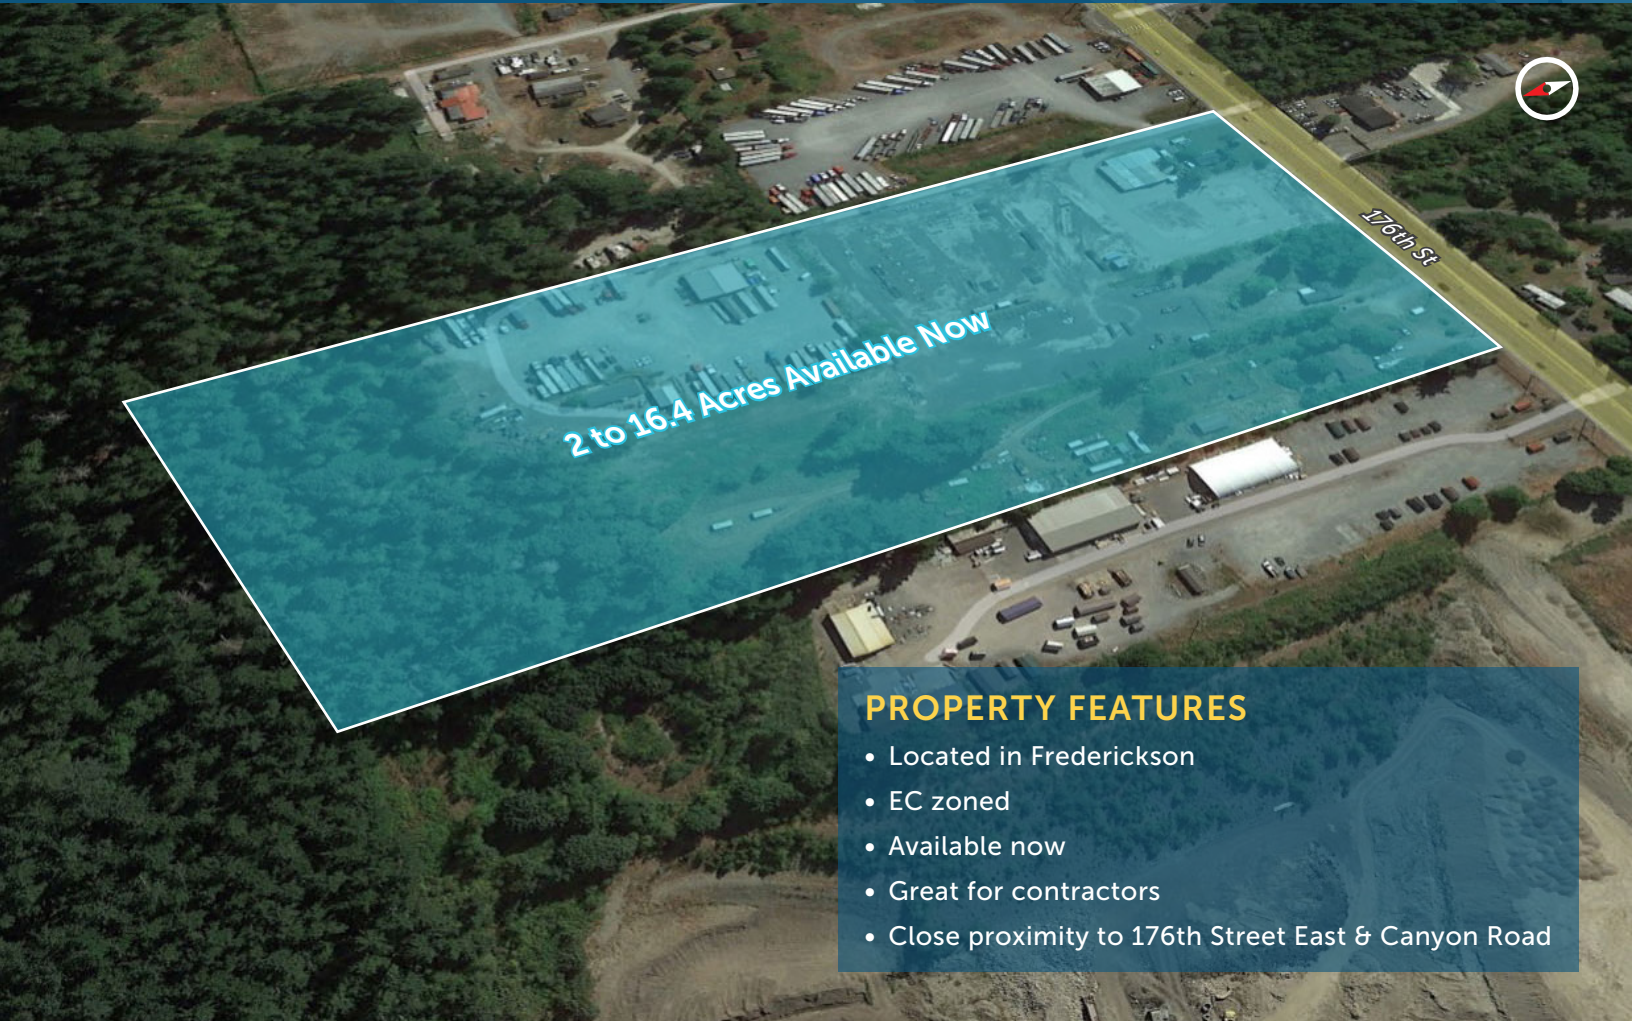 176th St
2 to 16.4 Acres Available Now
PROPERTY FEATURES
• Located in Frederickson
• EC zoned
• Available now
• Great for contractors
• Close proximity to 176th Street East & Canyon Road